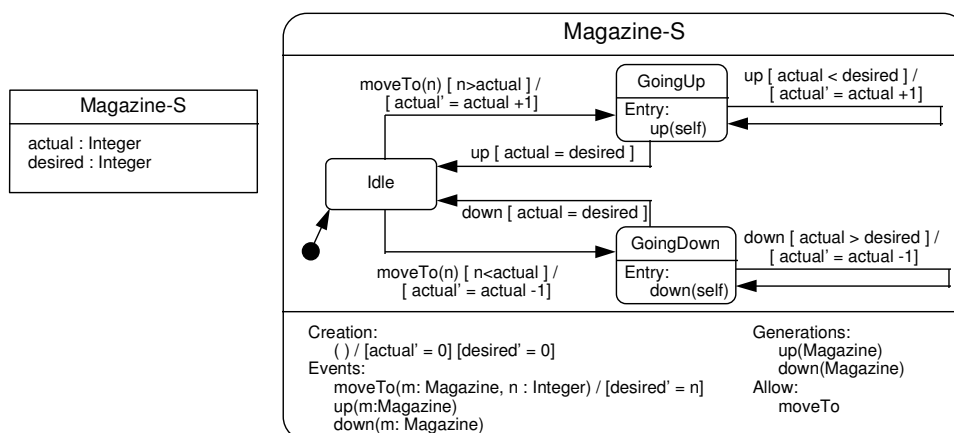 Magazine-S
actual : Integer
desired : Integer
Magazine-S
moveTo(n) [ n>actual ] /
[ actual' = actual +1]
GoingUp
Entry:
up(self)
up [ actual < desired ] /
[ actual' = actual +1]
up [ actual = desired ]
Idle
down [ actual = desired ]
GoingDown
Entry:
down(self)
down [ actual > desired ] /
[ actual' = actual -1]
moveTo(n) [ n<actual ] /
[ actual' = actual -1]
Creation:
( ) / [actual' = 0] [desired' = 0]
Events:
moveTo(m: Magazine, n : Integer) / [desired' = n]
up(m:Magazine)
down(m: Magazine)
Generations:
up(Magazine)
down(Magazine)
Allow:
moveTo